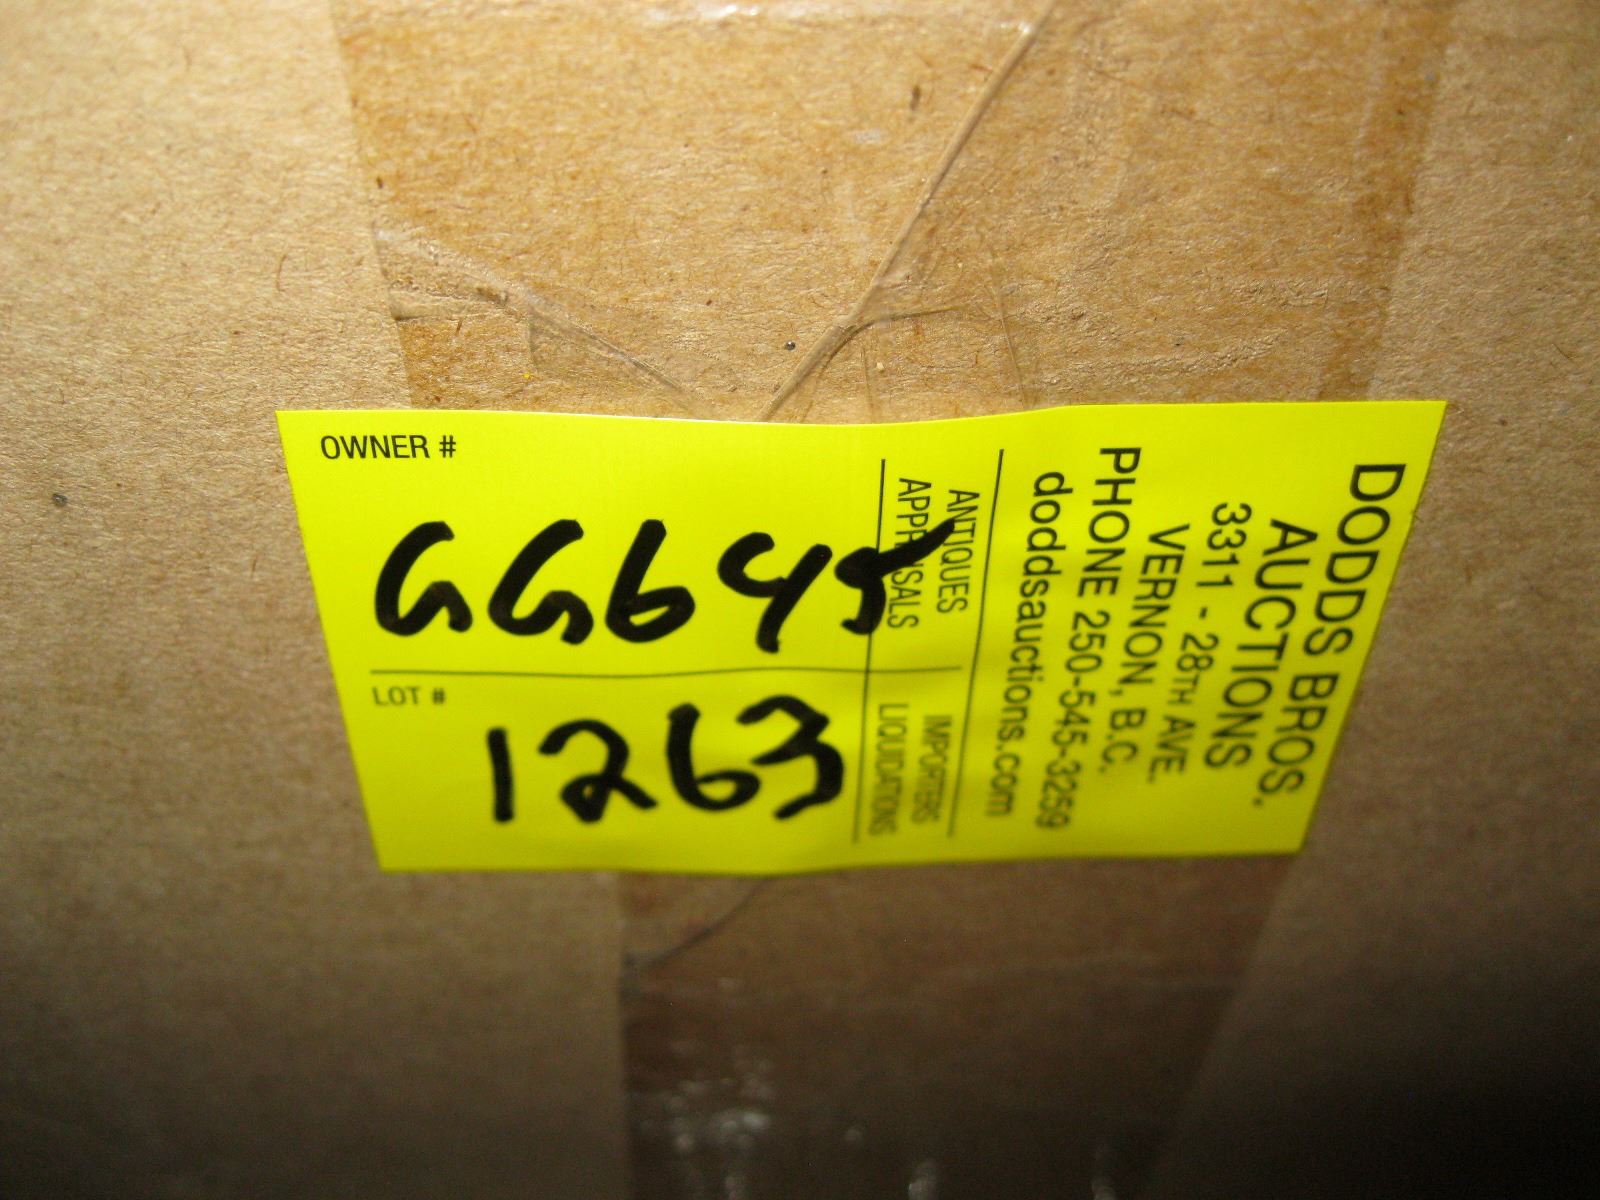 OWNER #
GG645
LOT #
1263
DODDS BROS.
AUCTIONS
3311 - 28TH AVE.
VERNON, B.C.
PHONE 250-545-3259
doddsauctions.com
ANTIQUES IMPORTERS
APPRAISALS LIQUIDATIONS